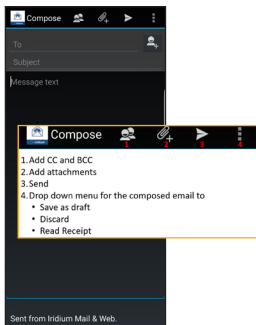 Compose
To
Subject
Message text
Compose
1 2 3 4
1.Add CC and BCC
2.Add attachments
3.Send
4.Drop down menu for the composed email to
• Save as draft
• Discard
• Read Receipt
Sent from Iridium Mail & Web.